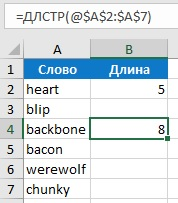 =ДЛСТР(@$A$2:$A$7)
A B
1 Слово Длина
2 heart 5
3 blip
4 backbone 8
5 bacon
6 werewolf
7 chunky